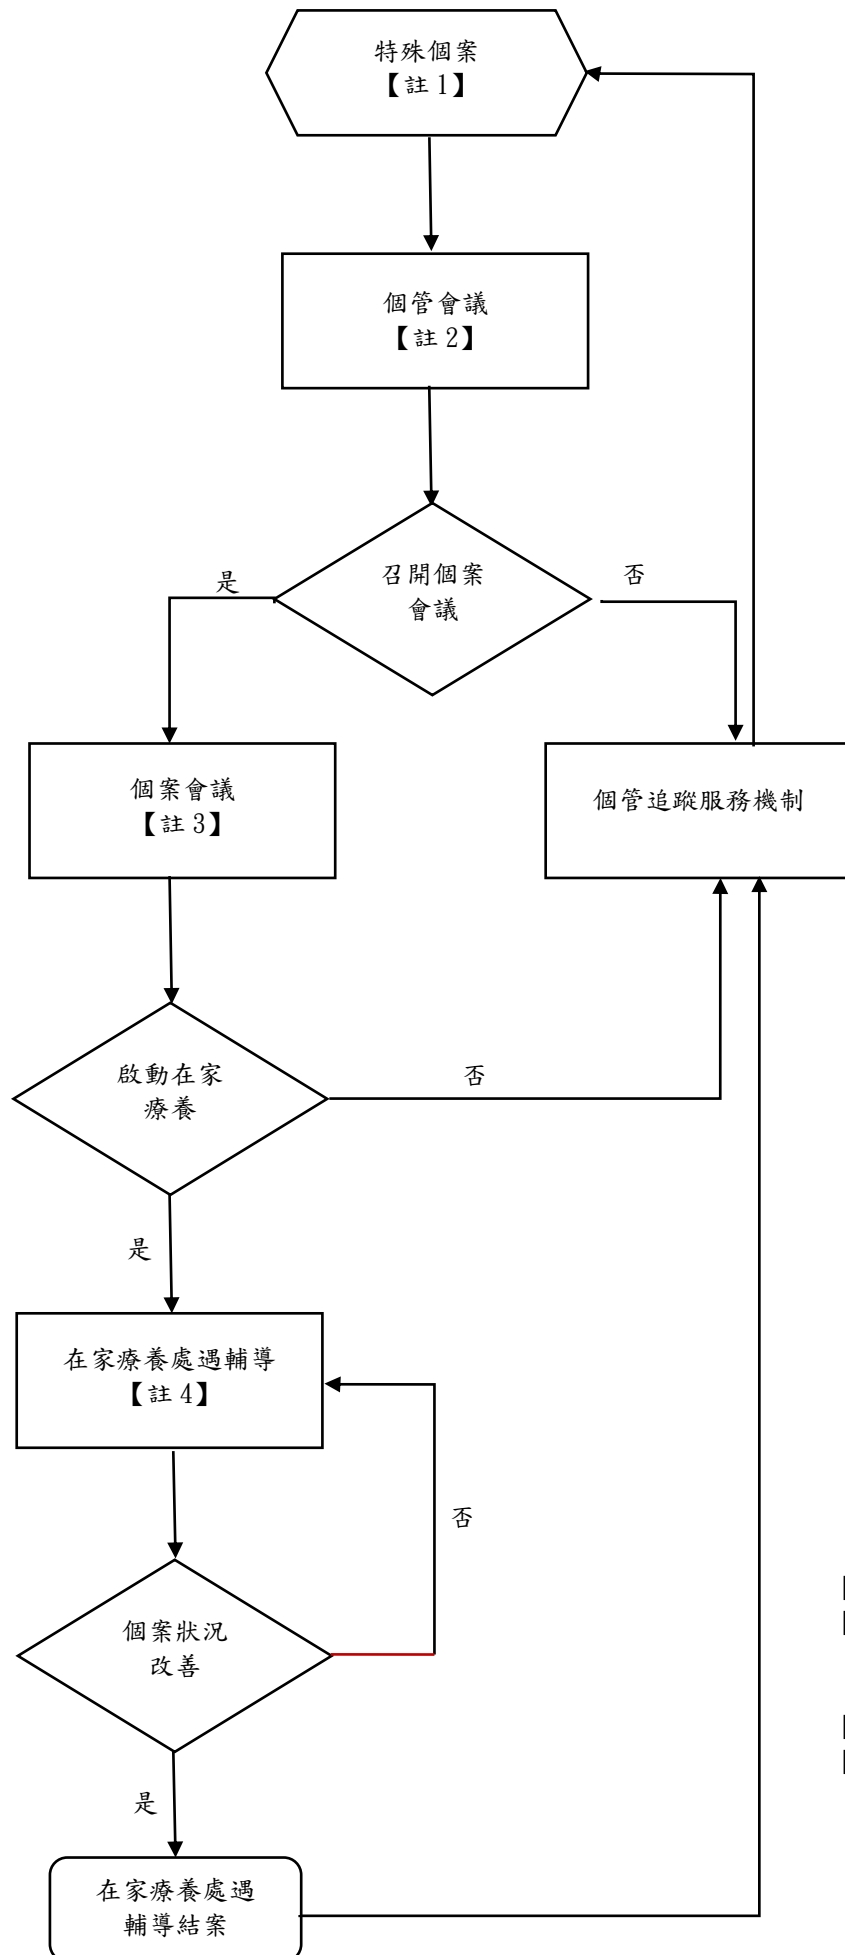 特殊個案
【註 1】
個管會議
【註 2】
召開個案
會議
是
否
個案會議
【註 3】
個管追蹤服務機制
啟動在家
療養
否
是
在家療養處遇輔導
【註 4】
否
個案狀況
改善
是
在家療養處遇
輔導結案